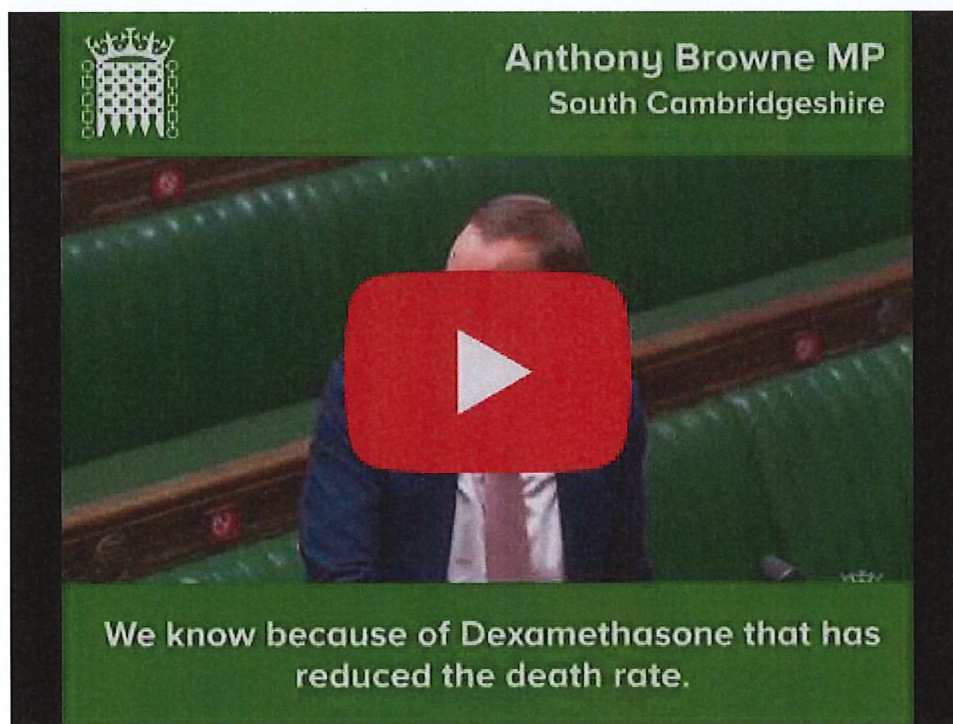 Anthony Browne MP
South Cambridgeshire
We know because of Dexamethasone that has
reduced the death rate.